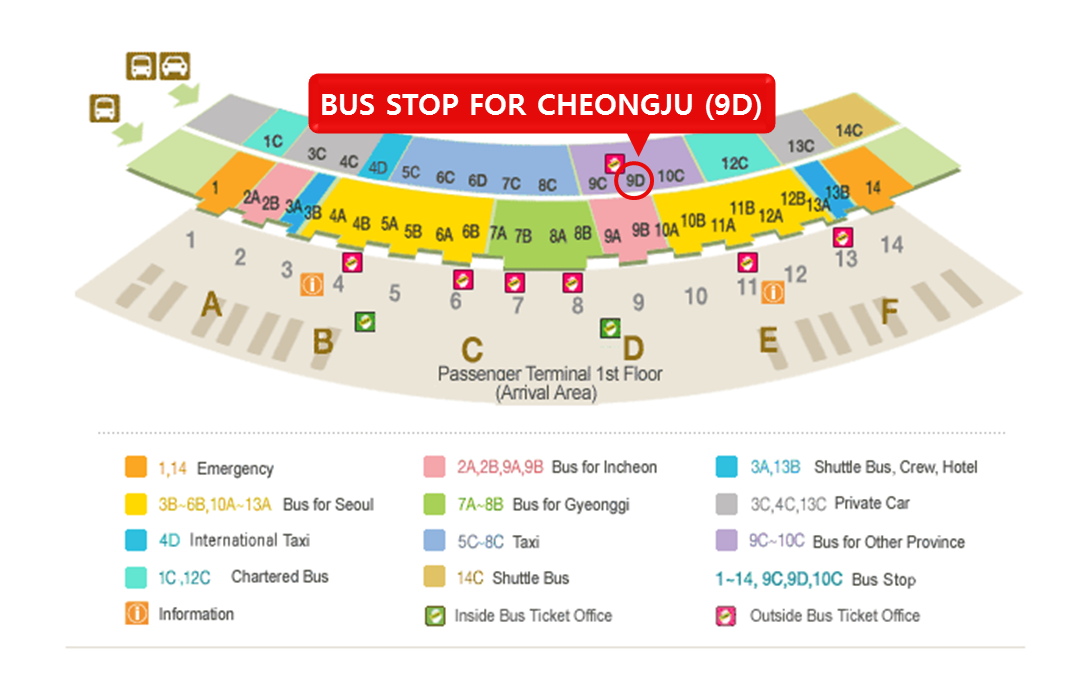 BUS STOP FOR CHEONGJU (9D)
1C
3C
4C
4D
5C
6C
6D
7C
8C
9C
9D
10C
12C
13C
14C
1
2A
2B
3A
3B
4A
4B
5A
5B
6A
6B
7A
7B
8A
8B
9A
9B
10A
10B
11A
11B
12A
12B
13A
13B
14
1
2
3
4
5
6
7
8
9
10
11
12
13
14
A
B
C
D
E
F
Passenger Terminal 1st Floor
(Arrival Area)
1,14 Emergency
2A,2B,9A,9B Bus for Incheon
3A,13B Shuttle Bus, Crew, Hotel
3B~6B,10A~13A Bus for Seoul
7A~8B Bus for Gyeonggi
3C,4C,13C Private Car
4D International Taxi
5C~8C Taxi
9C~10C Bus for Other Province
1C ,12C Chartered Bus
14C Shuttle Bus
1~14, 9C,9D,10C Bus Stop
Information
Inside Bus Ticket Office
Outside Bus Ticket Office